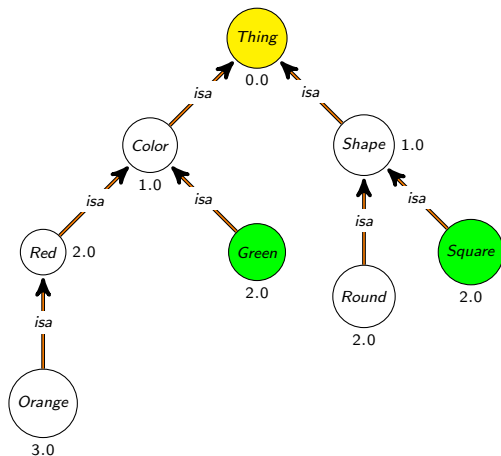 Thing
0.0
isa
isa
Color
1.0
Shape
1.0
isa
isa
isa
isa
Red
2.0
Green
2.0
Round
2.0
Square
2.0
isa
Orange
3.0